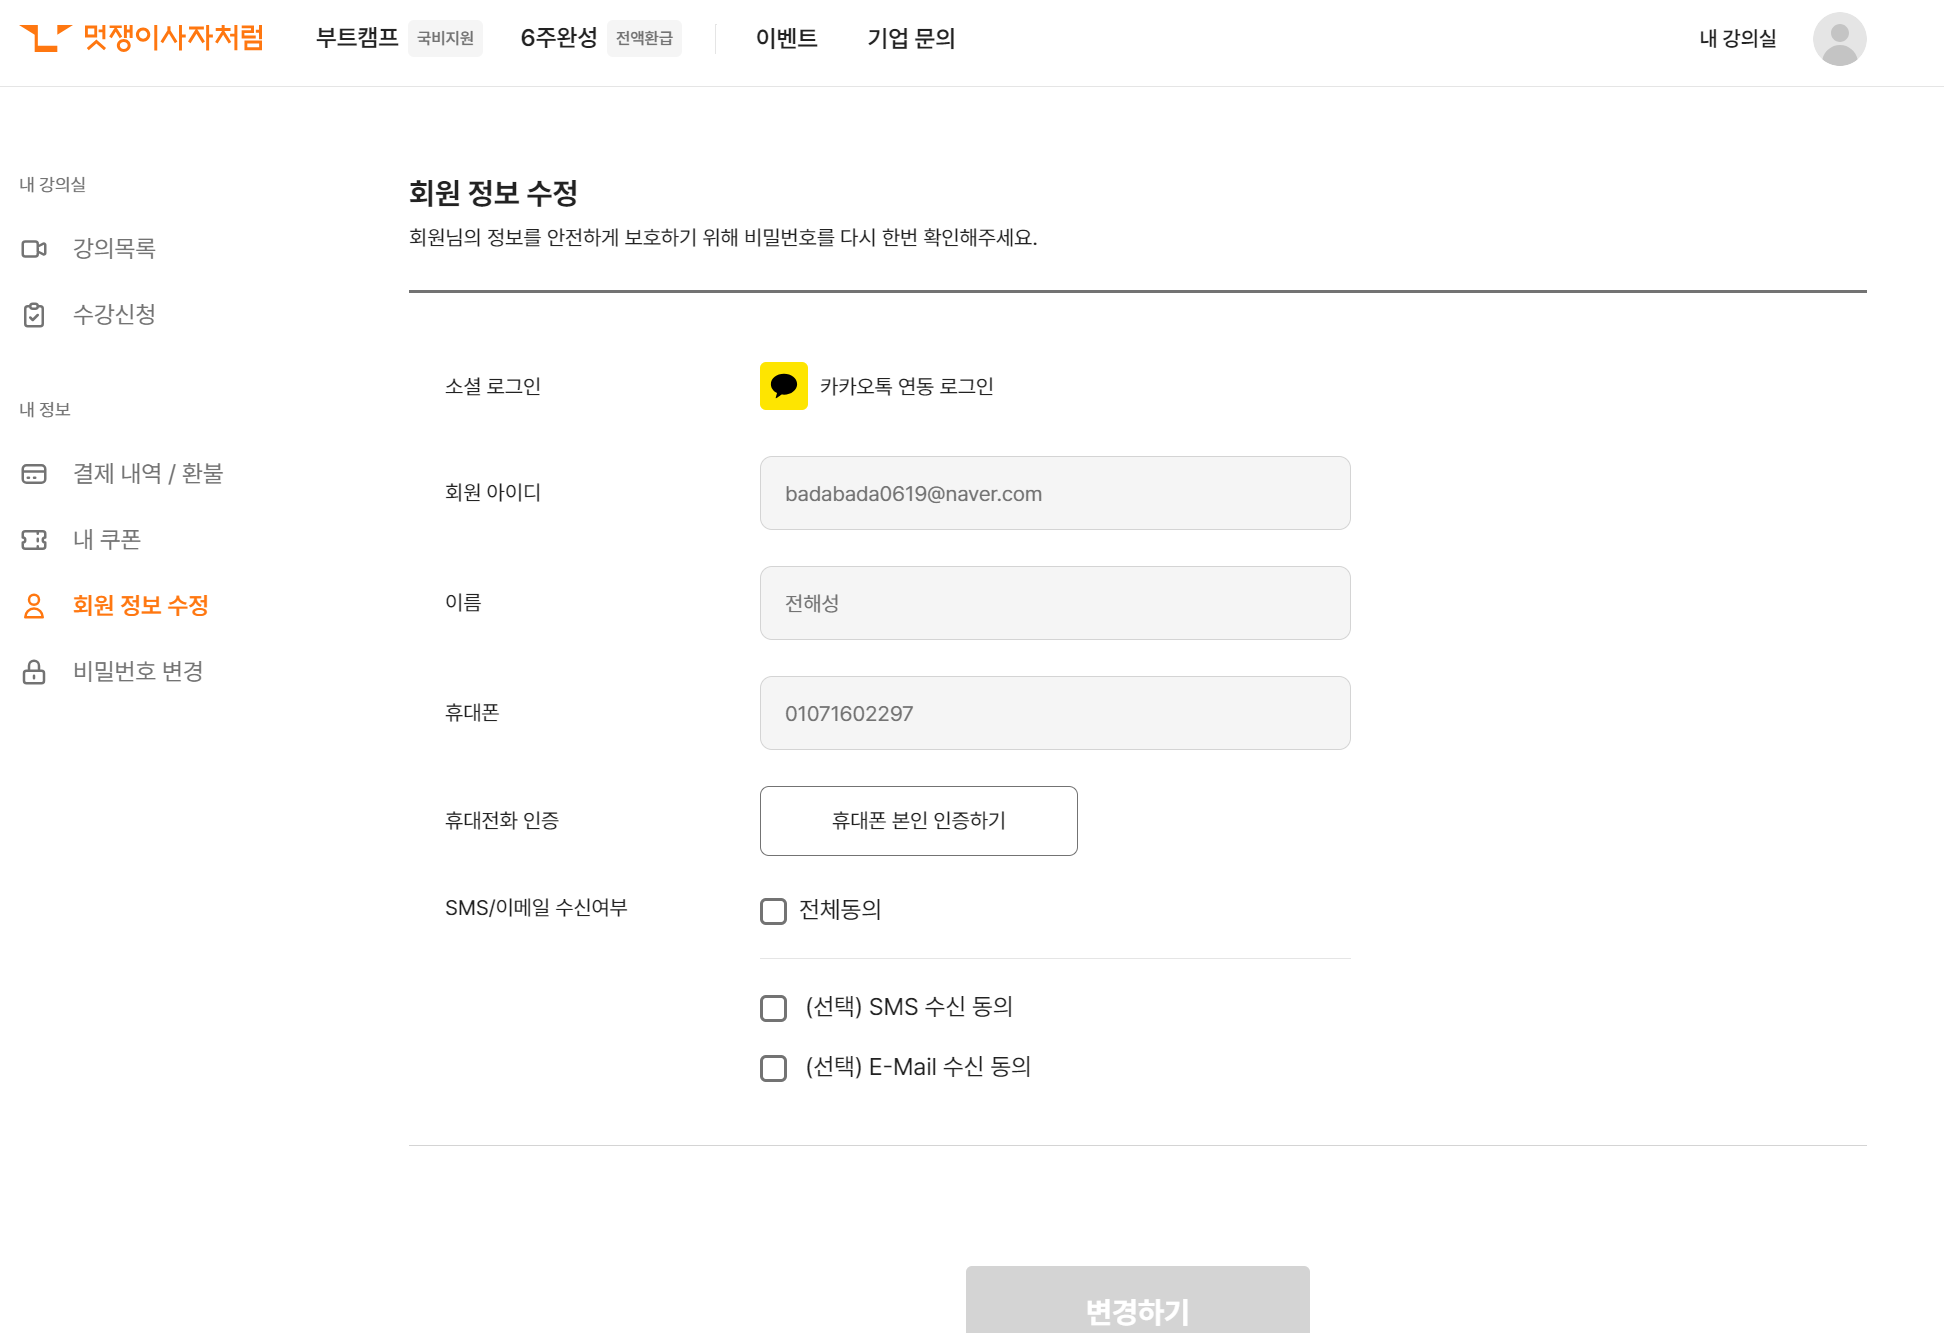 멋쟁이사자처럼 부트캠프 국비지원 6주완성 전액환급 이벤트 기업 문의 내 강의실
내 강의실
강의목록
수강신청
내 정보
결제 내역 / 환불
내 쿠폰
회원 정보 수정
비밀번호 변경
회원 정보 수정
회원님의 정보를 안전하게 보호하기 위해 비밀번호를 다시 한번 확인해주세요.
소셜 로그인 카카오톡 연동 로그인
회원 아이디 badabada0619@naver.com
이름 전해성
휴대폰 01071602297
휴대전화 인증 휴대폰 본인 인증하기
SMS/이메일 수신여부 전체동의
(선택) SMS 수신 동의
(선택) E-Mail 수신 동의
변경하기